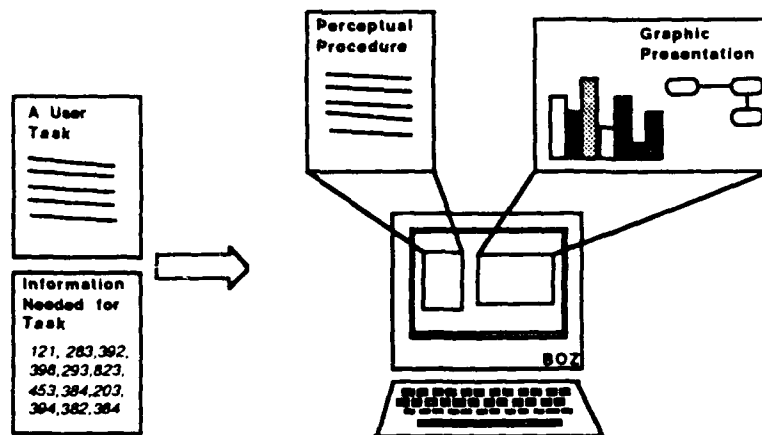 A User
Task
Information
Needed for
Task
121, 283,392,
398,293,823,
453,384,203,
394,382,384
Perceptual
Procedure
Graphic
Presentation
BOZ